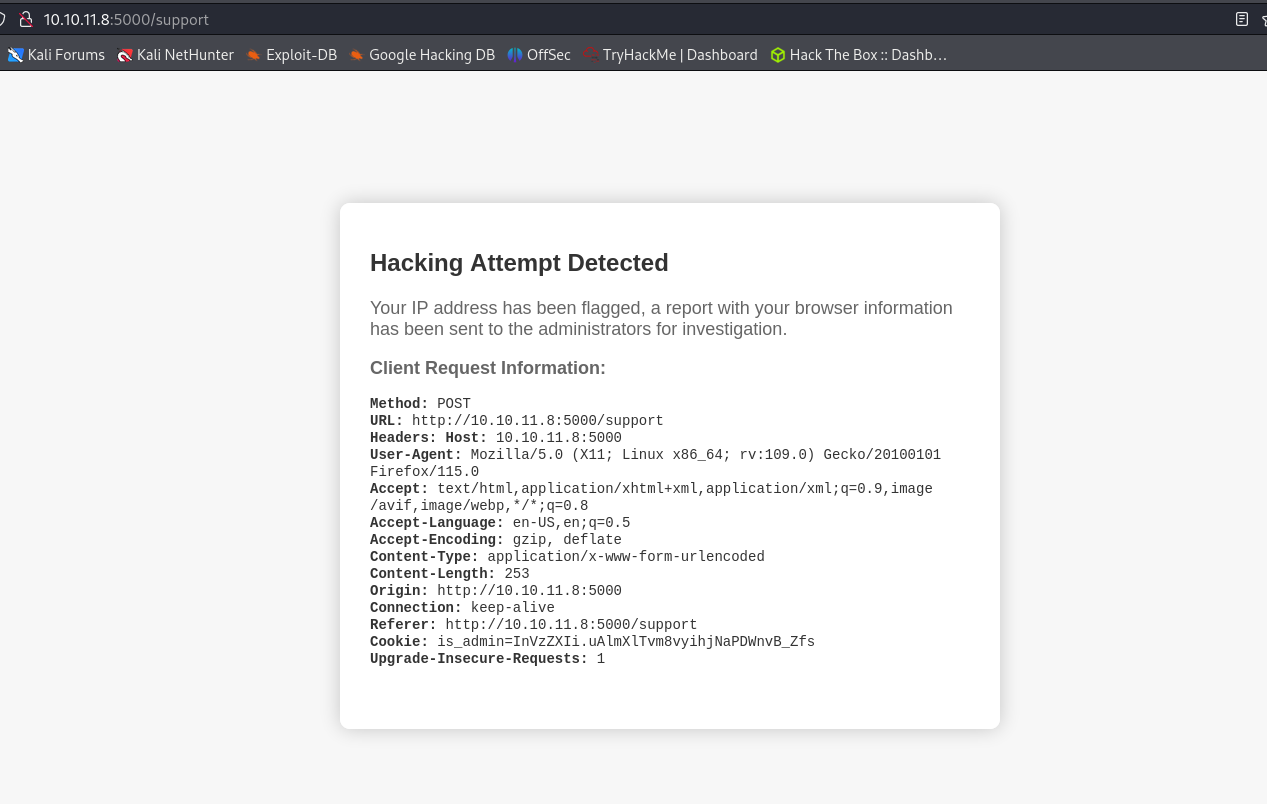 10.10.11.8:5000/support
Kali Forums Kali NetHunter Exploit-DB Google Hacking DB OffSec TryHackMe | Dashboard Hack The Box :: Dashb…
Hacking Attempt Detected
Your IP address has been flagged, a report with your browser information
has been sent to the administrators for investigation.
Client Request Information:
Method: POST
URL: http://10.10.11.8:5000/support
Headers: Host: 10.10.11.8:5000
User-Agent: Mozilla/5.0 (X11; Linux x86_64; rv:109.0) Gecko/20100101
Firefox/115.0
Accept: text/html,application/xhtml+xml,application/xml;q=0.9,image
/avif,image/webp,*/*;q=0.8
Accept-Language: en-US,en;q=0.5
Accept-Encoding: gzip, deflate
Content-Type: application/x-www-form-urlencoded
Content-Length: 253
Origin: http://10.10.11.8:5000
Connection: keep-alive
Referer: http://10.10.11.8:5000/support
Cookie: is_admin=InVzZXIi.uAlmXlTvm8vyihjNaPDWnvB_Zfs
Upgrade-Insecure-Requests: 1